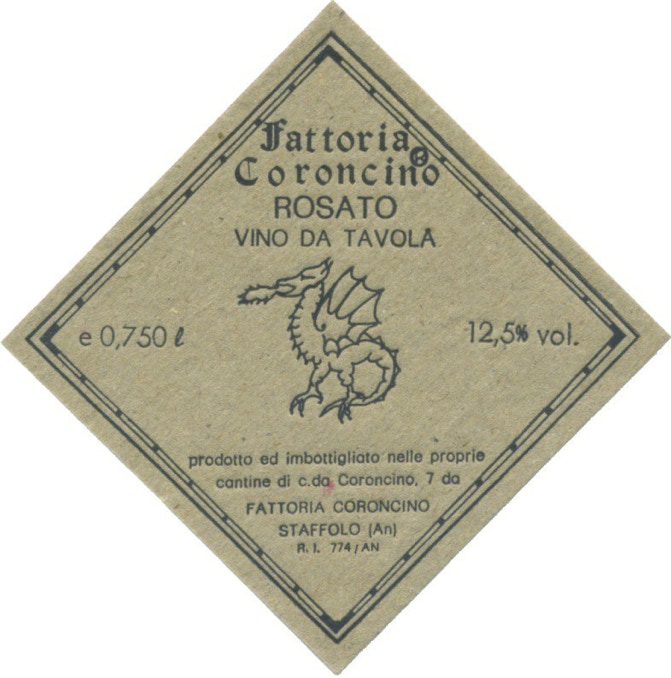 Fattoria
Coroncino ®
ROSATO
VINO DA TAVOLA
e 0,750 ℓ
12,5% vol.
prodotto ed imbottigliato nelle proprie
cantine di c.da Coroncino, 7 da
FATTORIA CORONCINO
STAFFOLO (An)
R. I. 774/AN